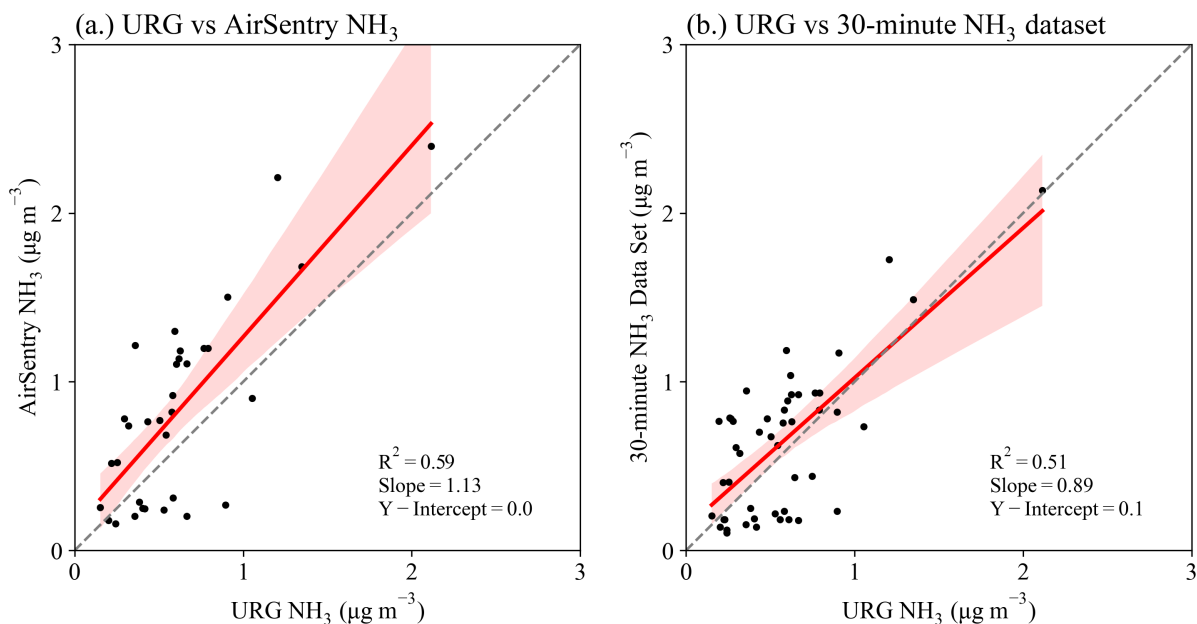 (a.) URG vs AirSentry NH₃
3
2
1
0
AirSentry NH₃ (μg m⁻³)
R² = 0.59
Slope = 1.13
Y − Intercept = 0.0
0 1 2 3
URG NH₃ (μg m⁻³)
(b.) URG vs 30-minute NH₃ dataset
3
2
1
0
30-minute NH₃ Data Set (μg m⁻³)
R² = 0.51
Slope = 0.89
Y − Intercept = 0.1
0 1 2 3
URG NH₃ (μg m⁻³)